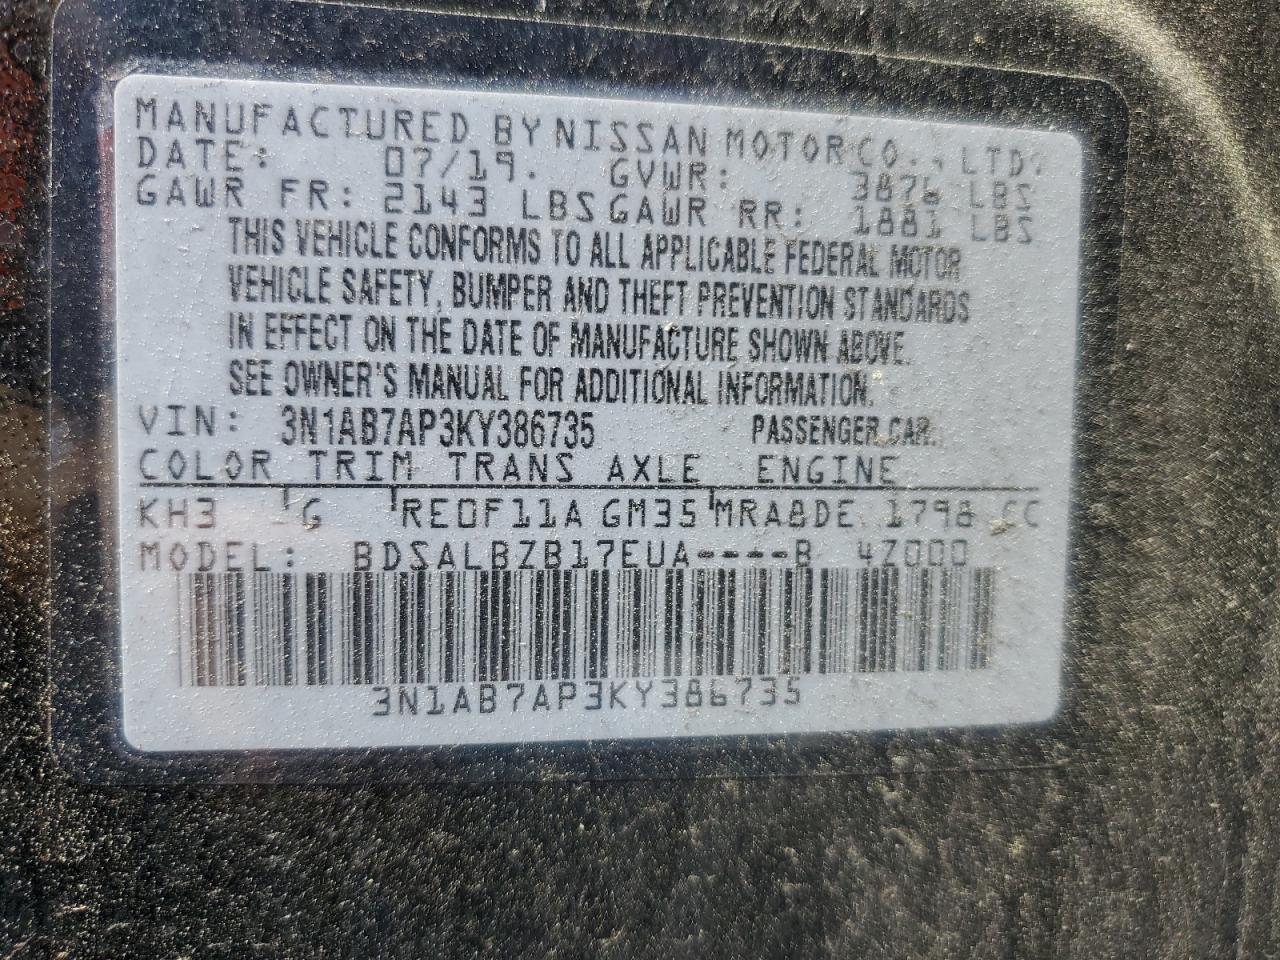 MANUFACTURED BY NISSAN MOTOR CO., LTD.
DATE: 07/19. GVWR: 3876 LBS
GAWR FR: 2143 LBS GAWR RR: 1881 LBS
THIS VEHICLE CONFORMS TO ALL APPLICABLE FEDERAL MOTOR
VEHICLE SAFETY, BUMPER AND THEFT PREVENTION STANDARDS
IN EFFECT ON THE DATE OF MANUFACTURE SHOWN ABOVE.
SEE OWNER'S MANUAL FOR ADDITIONAL INFORMATION.
VIN: 3N1AB7AP3KY386735 PASSENGER CAR.
COLOR TRIM TRANS AXLE ENGINE
KH3 G RE0F11A GM35 MRA8DE 1798 CC
MODEL: BDSALBZB17EUA----B 4Z000
3N1AB7AP3KY386735